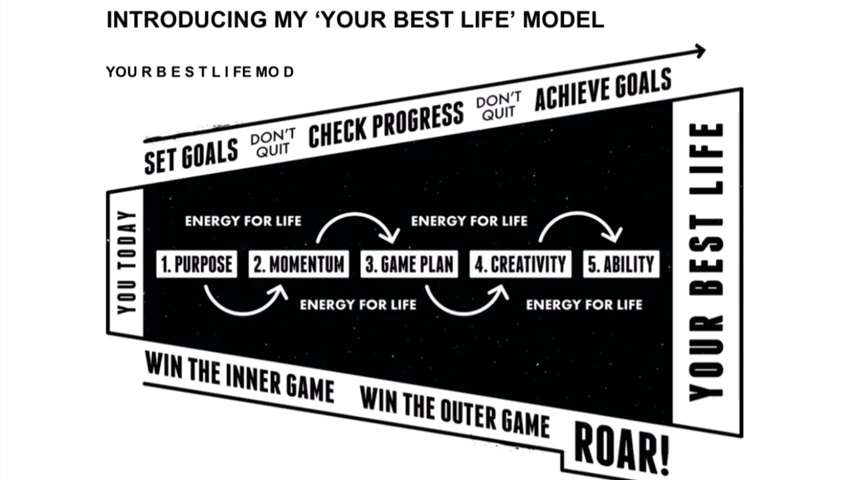 INTRODUCING MY ‘YOUR BEST LIFE’ MODEL
YOU R B E S T L I FE MO D
SET GOALS DON'T QUIT CHECK PROGRESS DON'T QUIT ACHIEVE GOALS
YOU TODAY
ENERGY FOR LIFE ENERGY FOR LIFE
1. PURPOSE 2. MOMENTUM 3. GAME PLAN 4. CREATIVITY 5. ABILITY
ENERGY FOR LIFE ENERGY FOR LIFE
YOUR BEST LIFE
WIN THE INNER GAME WIN THE OUTER GAME ROAR!